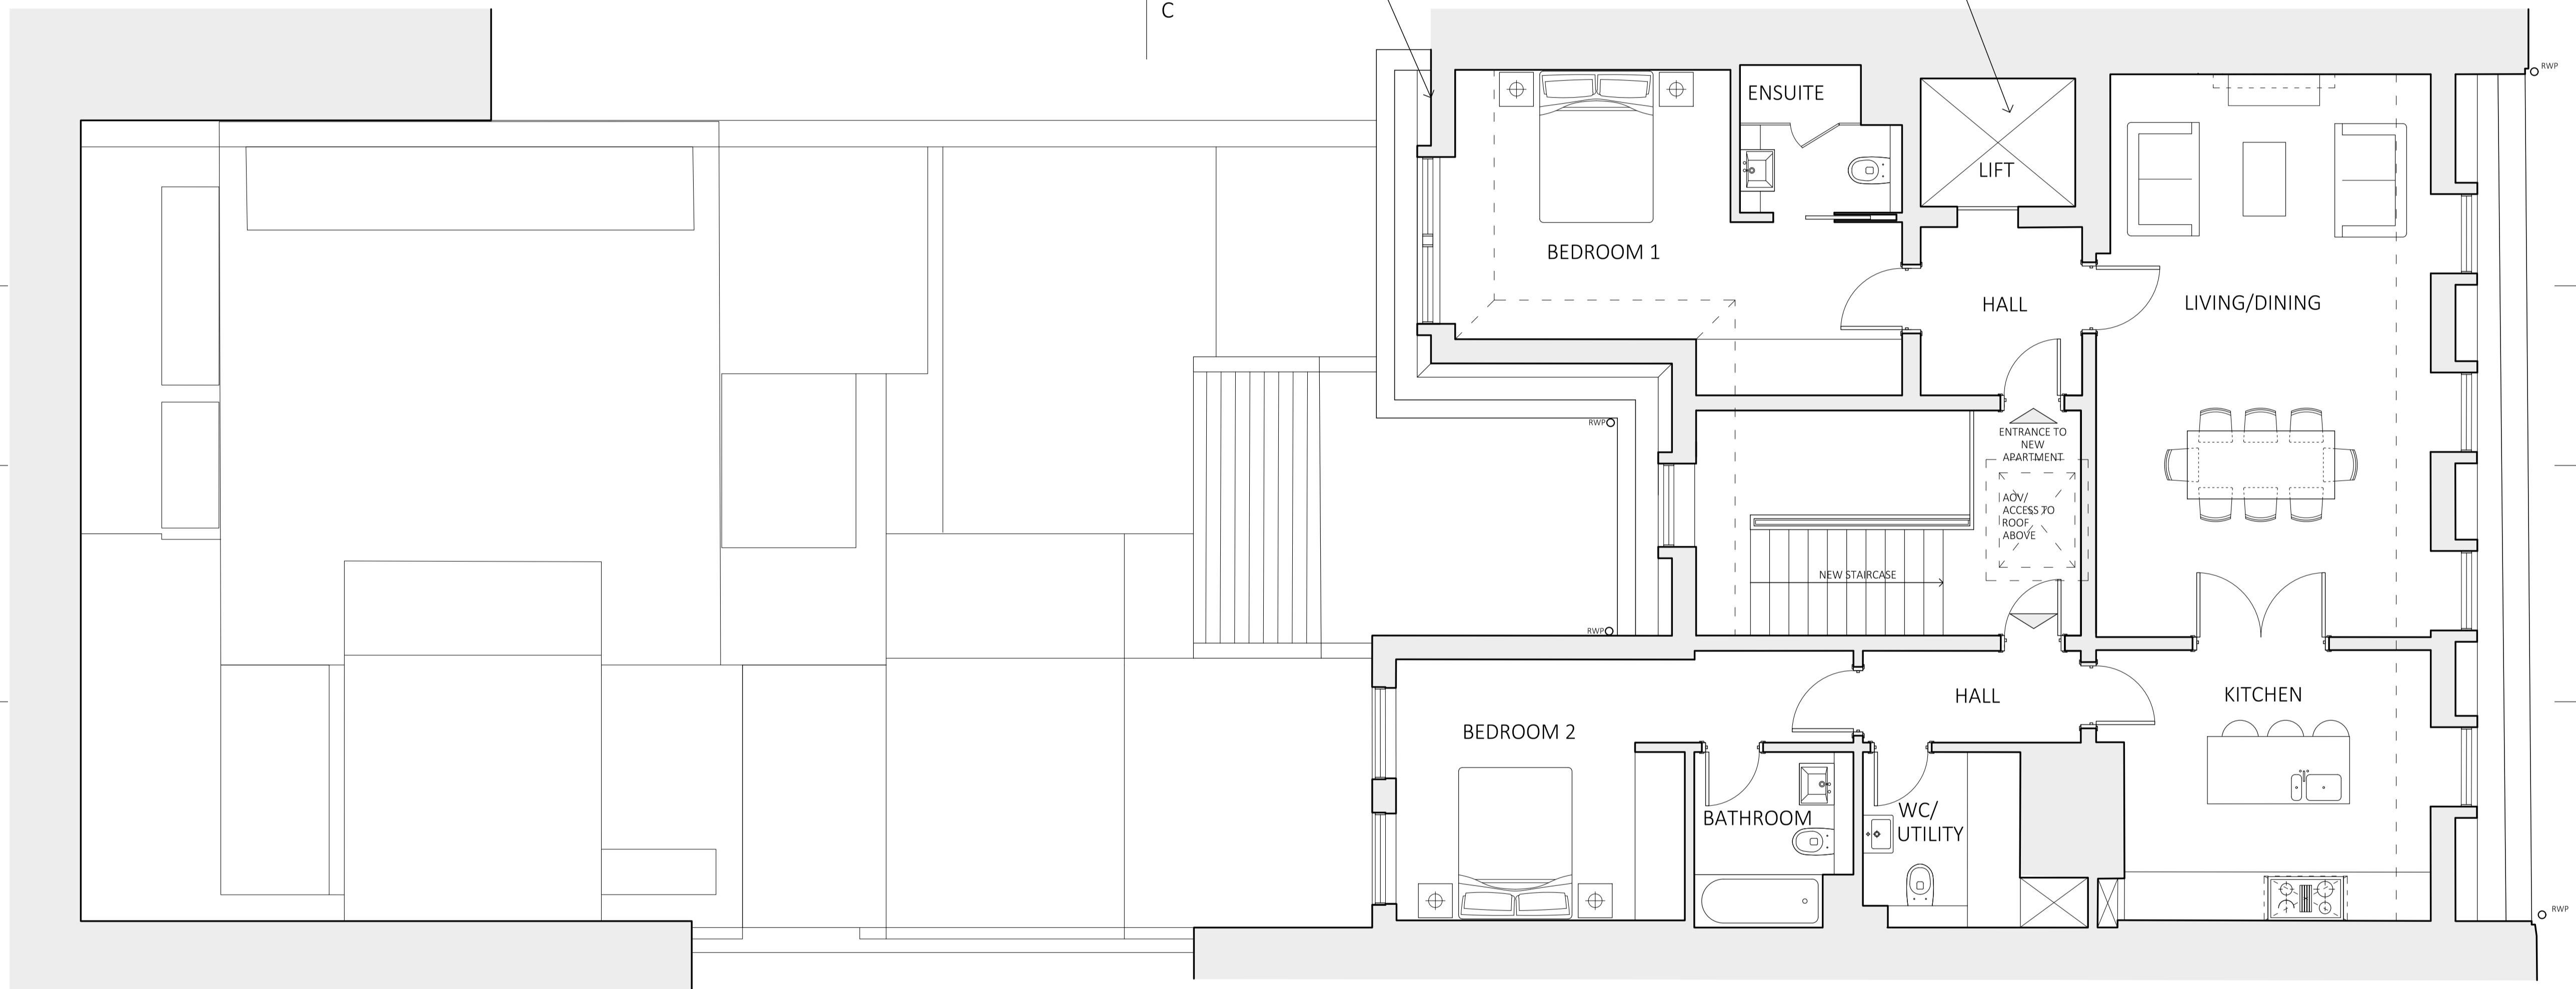 C
RWP
ENSUITE
LIFT
BEDROOM 1
HALL
LIVING/DINING
RWP
ENTRANCE TO
NEW
APARTMENT
AOV/
ACCESS TO
ROOF
ABOVE
NEW STAIRCASE
RWP
HALL
KITCHEN
BEDROOM 2
BATHROOM
WC/
UTILITY
RWP